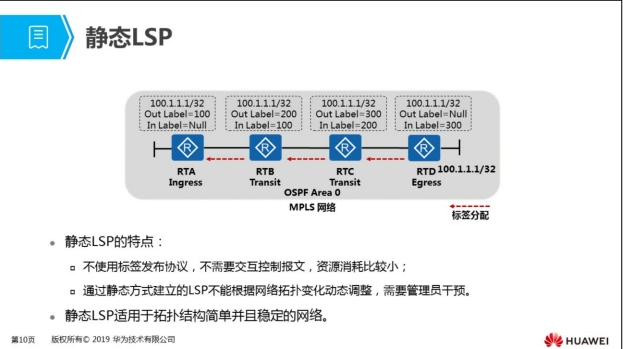 静态LSP
100.1.1.1/32 100.1.1.1/32 100.1.1.1/32 100.1.1.1/32
Out Label=100 Out Label=200 Out Label=300 Out Label=Null
In Label=Null In Label=100 In Label=200 In Label=300
R R R R
RTA RTB RTC RTD 100.1.1.1/32
Ingress Transit Transit Egress
OSPF Area 0
MPLS 网络
标签分配
静态LSP的特点：
不使用标签发布协议，不需要交互控制报文，资源消耗比较小；
通过静态方式建立的LSP不能根据网络拓扑变化动态调整，需要管理员干预。
静态LSP适用于拓扑结构简单并且稳定的网络。
第10页 版权所有© 2019 华为技术有限公司
HUAWEI